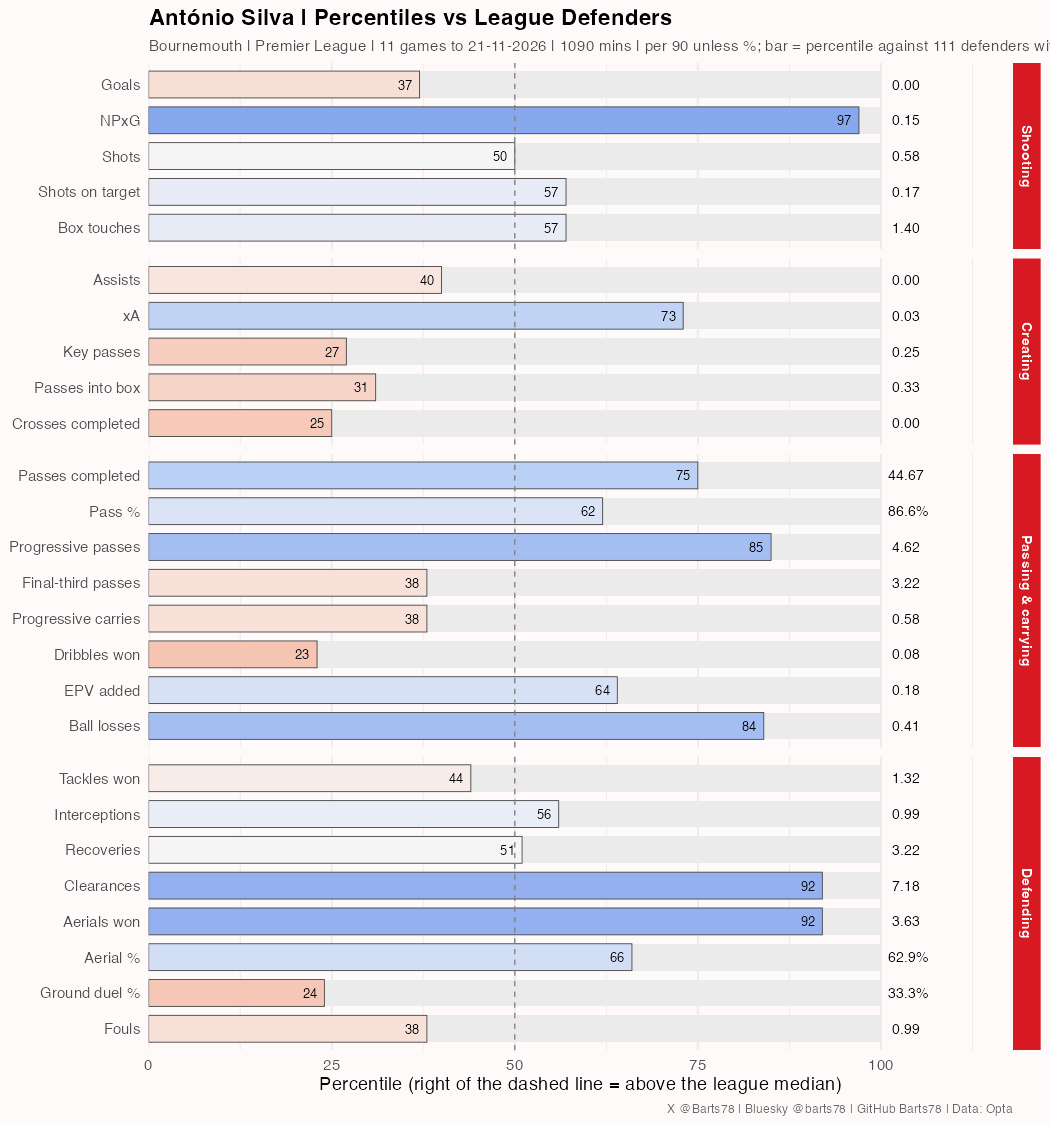 António Silva | Percentiles vs League Defenders
Bournemouth | Premier League | 11 games to 21-11-2026 | 1090 mins | per 90 unless %; bar = percentile against 111 defenders wi
Goals 37 0.00
NPxG 97 0.15
Shots 50 0.58
Shots on target 57 0.17
Box touches 57 1.40
Shooting
Assists 40 0.00
xA 73 0.03
Key passes 27 0.25
Passes into box 31 0.33
Crosses completed 25 0.00
Creating
Passes completed 75 44.67
Pass % 62 86.6%
Progressive passes 85 4.62
Final-third passes 38 3.22
Progressive carries 38 0.58
Dribbles won 23 0.08
EPV added 64 0.18
Ball losses 84 0.41
Passing & carrying
Tackles won 44 1.32
Interceptions 56 0.99
Recoveries 51 3.22
Clearances 92 7.18
Aerials won 92 3.63
Aerial % 66 62.9%
Ground duel % 24 33.3%
Fouls 38 0.99
Defending
0 25 50 75 100
Percentile (right of the dashed line = above the league median)
X @Barts78 | Bluesky @barts78 | GitHub Barts78 | Data: Opta